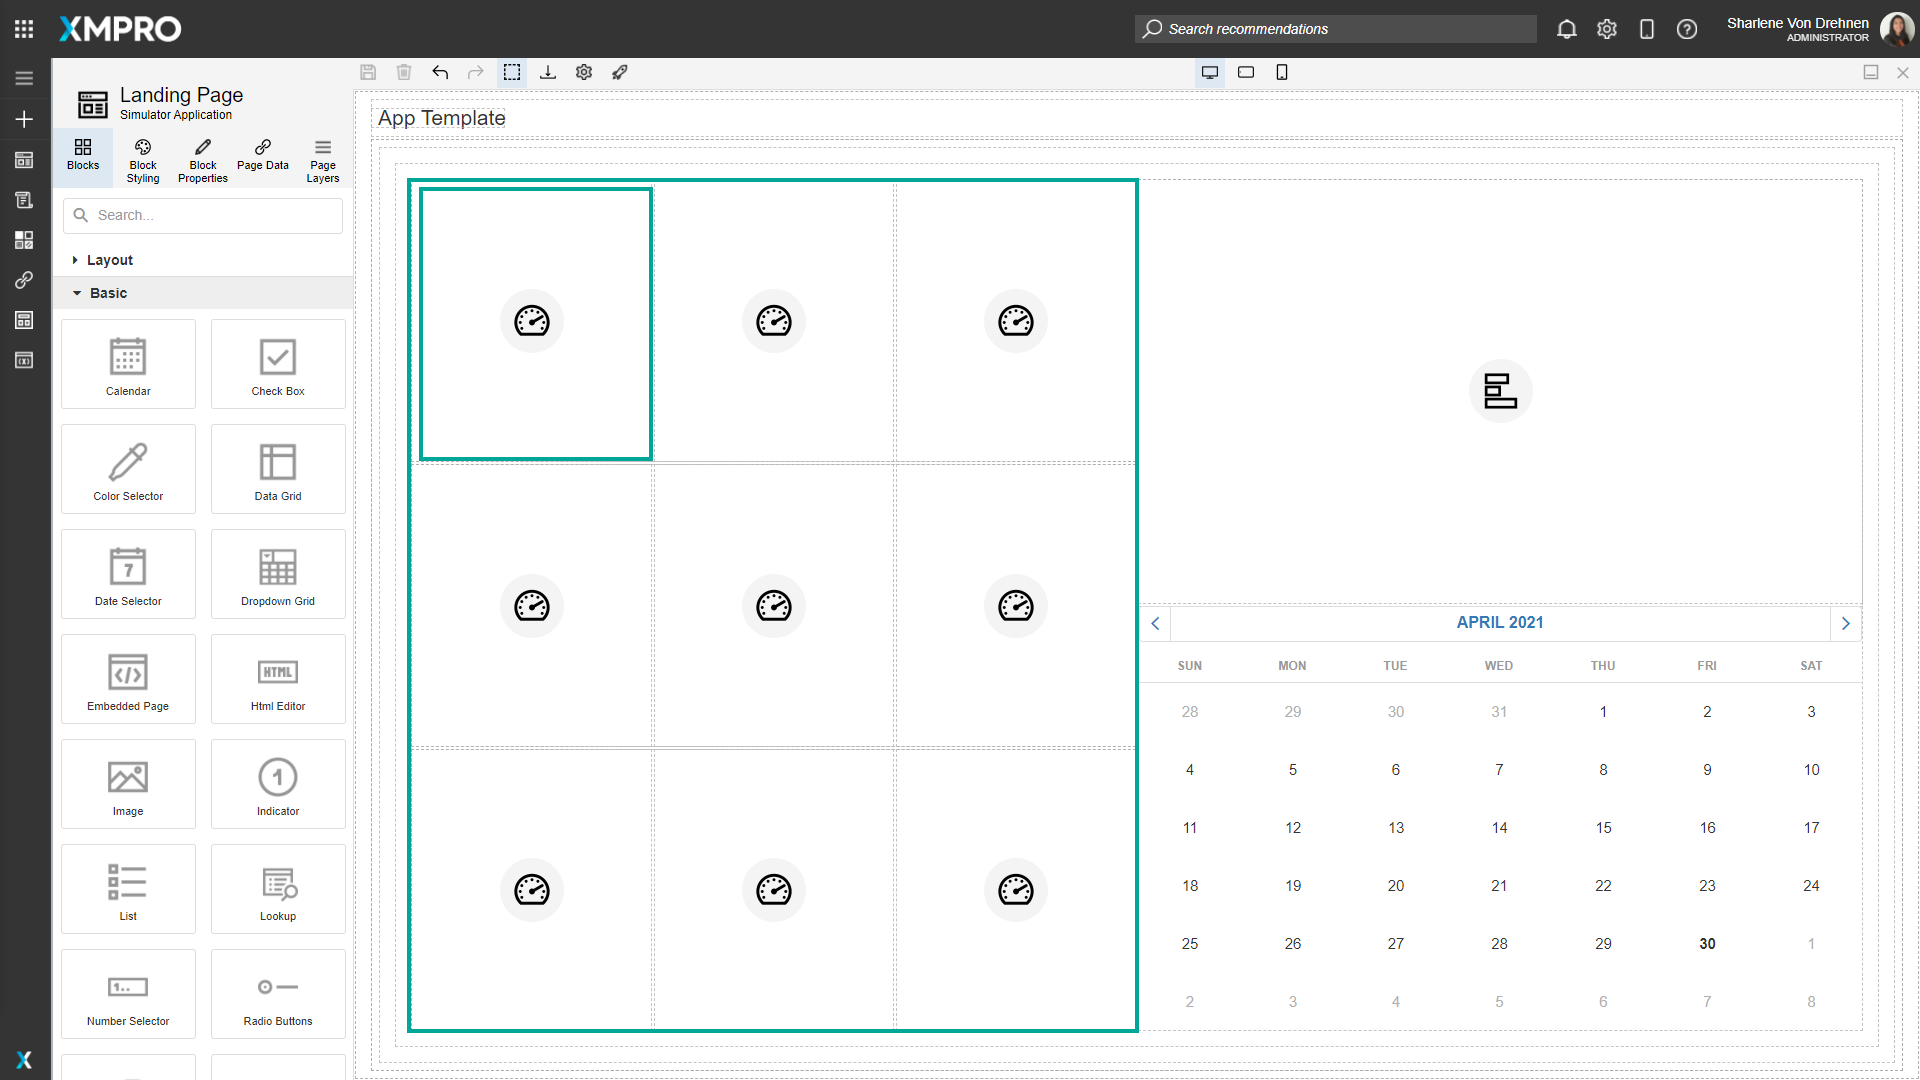 XMPRO
Search recommendations
Sharlene Von Drehnen
ADMINISTRATOR
Landing Page
Simulator Application
Blocks
Block Styling
Block Properties
Page Data
Page Layers
Search...
Layout
Basic
Calendar
Check Box
Color Selector
Data Grid
7
Date Selector
Dropdown Grid
Embedded Page
HTML
Html Editor
Image
1
Indicator
List
Lookup
1..
Number Selector
Radio Buttons
App Template
APRIL 2021
SUN MON TUE WED THU FRI SAT
28 29 30 31 1 2 3
4 5 6 7 8 9 10
11 12 13 14 15 16 17
18 19 20 21 22 23 24
25 26 27 28 29 30 1
2 3 4 5 6 7 8
X